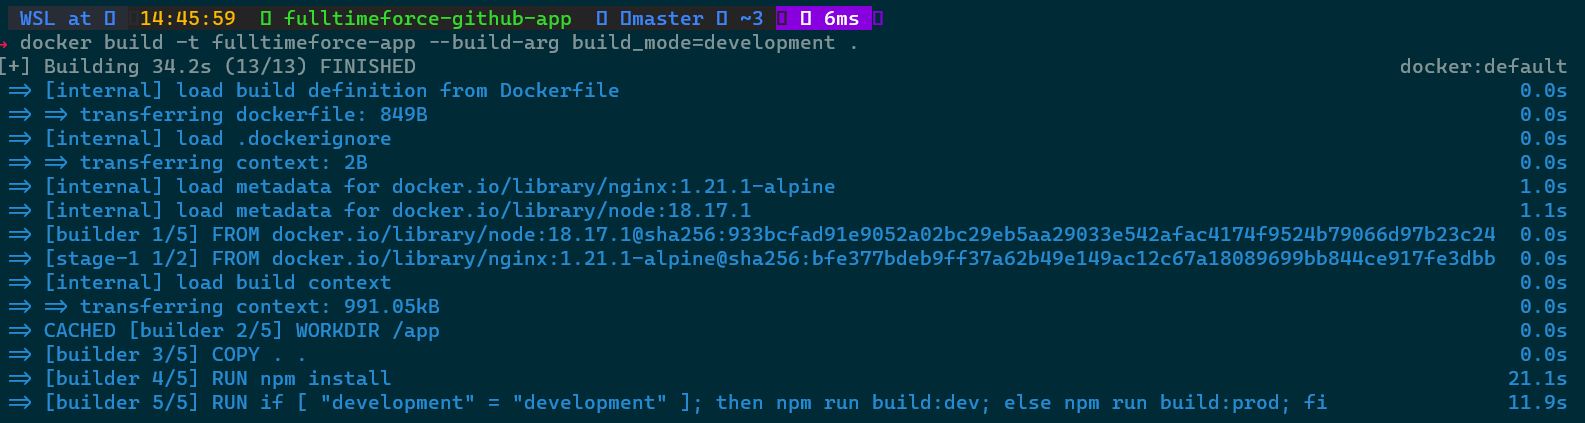 WSL at 14:45:59 fulltimeforce-github-app master ~3 6ms
→ docker build -t fulltimeforce-app --build-arg build_mode=development .
[+] Building 34.2s (13/13) FINISHED docker:default
=> [internal] load build definition from Dockerfile 0.0s
=> => transferring dockerfile: 849B 0.0s
=> [internal] load .dockerignore 0.0s
=> => transferring context: 2B 0.0s
=> [internal] load metadata for docker.io/library/nginx:1.21.1-alpine 1.0s
=> [internal] load metadata for docker.io/library/node:18.17.1 1.1s
=> [builder 1/5] FROM docker.io/library/node:18.17.1@sha256:933bcfad91e9052a02bc29eb5aa29033e542afac4174f9524b79066d97b23c24 0.0s
=> [stage-1 1/2] FROM docker.io/library/nginx:1.21.1-alpine@sha256:bfe377bdeb9ff37a62b49e149ac12c67a18089699bb844ce917fe3dbb 0.0s
=> [internal] load build context 0.0s
=> => transferring context: 991.05kB 0.0s
=> CACHED [builder 2/5] WORKDIR /app 0.0s
=> [builder 3/5] COPY . . 0.0s
=> [builder 4/5] RUN npm install 21.1s
=> [builder 5/5] RUN if [ "development" = "development" ]; then npm run build:dev; else npm run build:prod; fi 11.9s